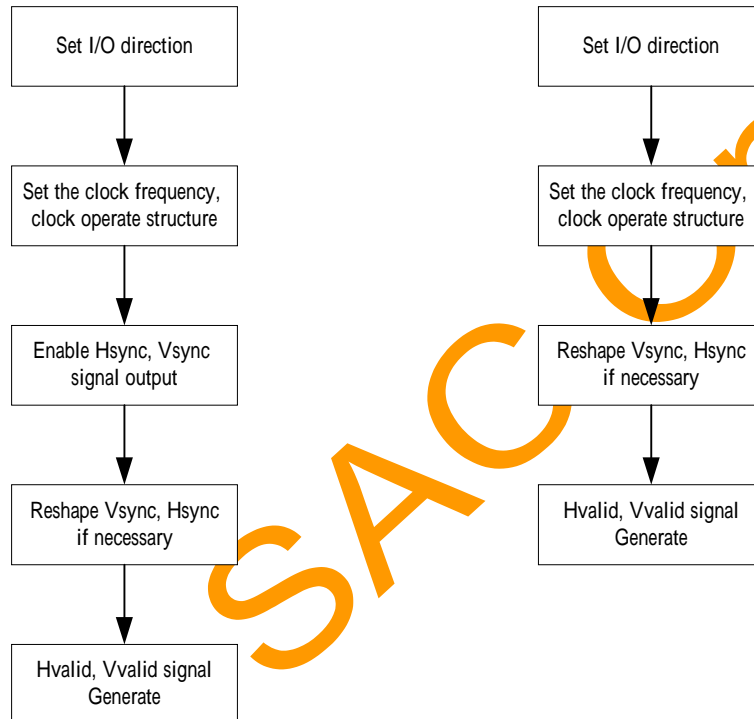 Set I/O direction
Set the clock frequency,
clock operate structure
Enable Hsync, Vsync
signal output
Reshape Vsync, Hsync
if necessary
Hvalid, Vvalid signal
Generate
Set I/O direction
Set the clock frequency,
clock operate structure
Reshape Vsync, Hsync
if necessary
Hvalid, Vvalid signal
Generate
SAC